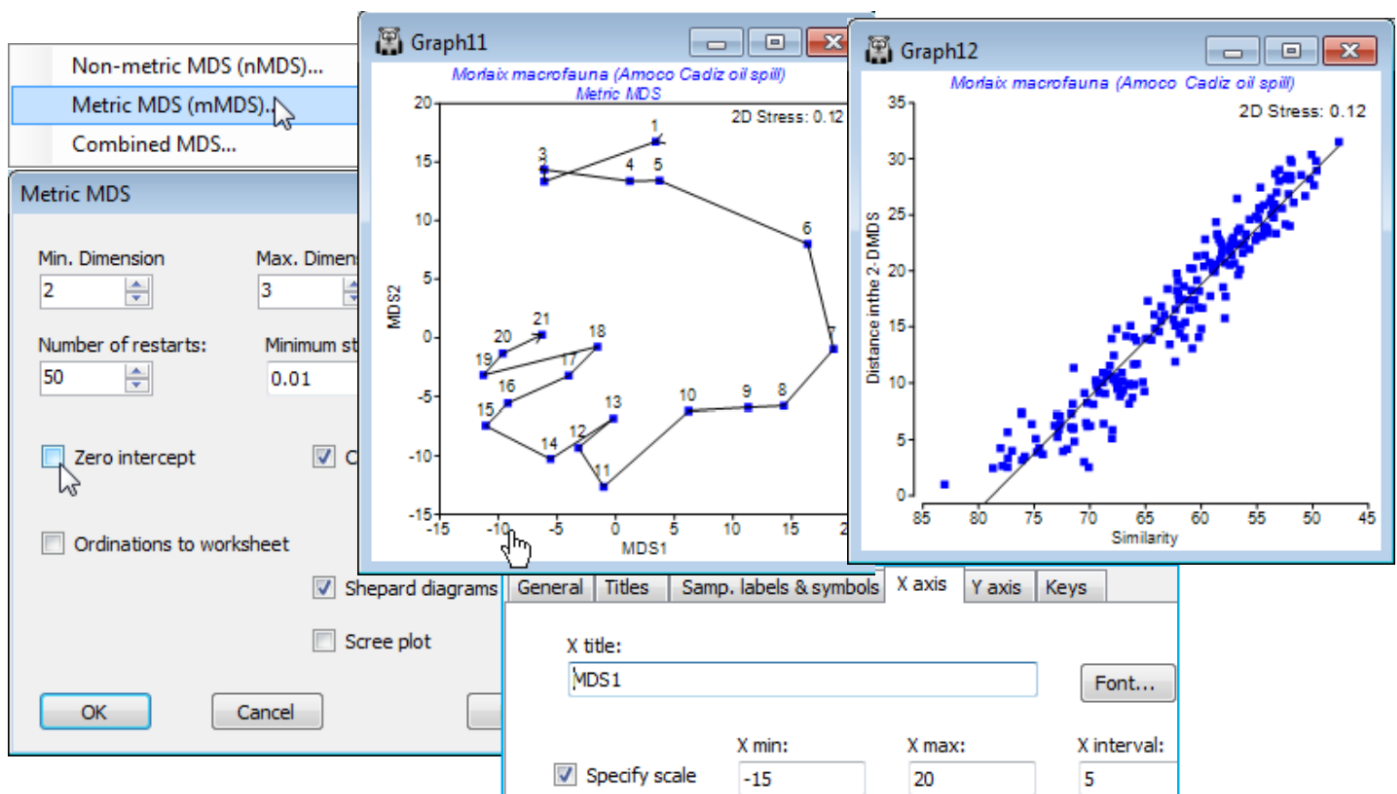 Non-metric MDS (nMDS)...
Metric MDS (mMDS)...
Combined MDS...
Metric MDS
Min. Dimension
Max. Dimens
2
3
Number of restarts:
Minimum st
50
0.01
Zero intercept
C
Ordinations to worksheet
Shepard diagrams
Scree plot
OK
Cancel
Graph11
Morlaix macrofauna (Amoco Cadiz oil spill)
Metric MDS
2D Stress: 0.12
20
15
10
5
0
-5
-10
-15
MDS2
1
3
4
5
6
7
8
9
10
11
12
13
14
15
16
17
18
19
20
21
-15
-10
-5
0
5
10
15
2
MDS1
Graph12
Morlaix macrofauna (Amoco Cadiz oil spill)
2D Stress: 0.12
35
30
25
20
15
10
5
0
Distance in the 2-D MDS
85
80
75
70
65
60
55
50
45
Similarity
General
Titles
Samp. labels & symbols
X axis
Y axis
Keys
X title:
MDS1
Font...
X min:
X max:
X interval:
Specify scale
-15
20
5